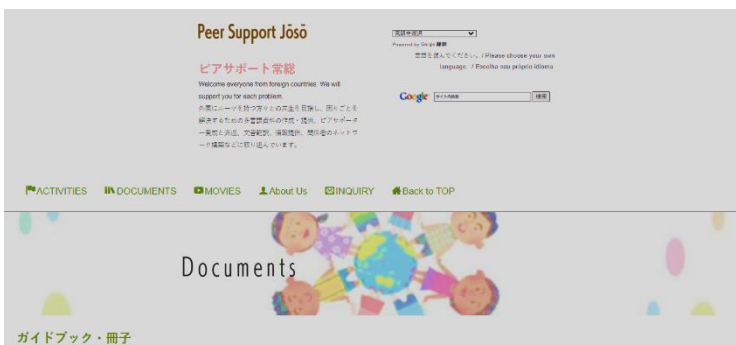 Peer Support Jōsō
ピアサポート常総
Welcome everyone from foreign countries. We will
support you for each problem.
外国にルーツを持つ方々との共生を目指し、困りごとを
解決するための多言語資料の作成・提供、ピアサポータ
ー育成と派遣、文書翻訳、情報提供、関係者のネットワ
ーク構築などに取り組んでいます。
言語を選択
Powered by Google 翻訳
言語を選んでください。/ Please choose your own
language. / Escolha seu próprio idioma.
Google サイト内検索 検索
ACTIVITIES DOCUMENTS MOVIES About Us INQUIRY Back to TOP
Documents
ガイドブック・冊子